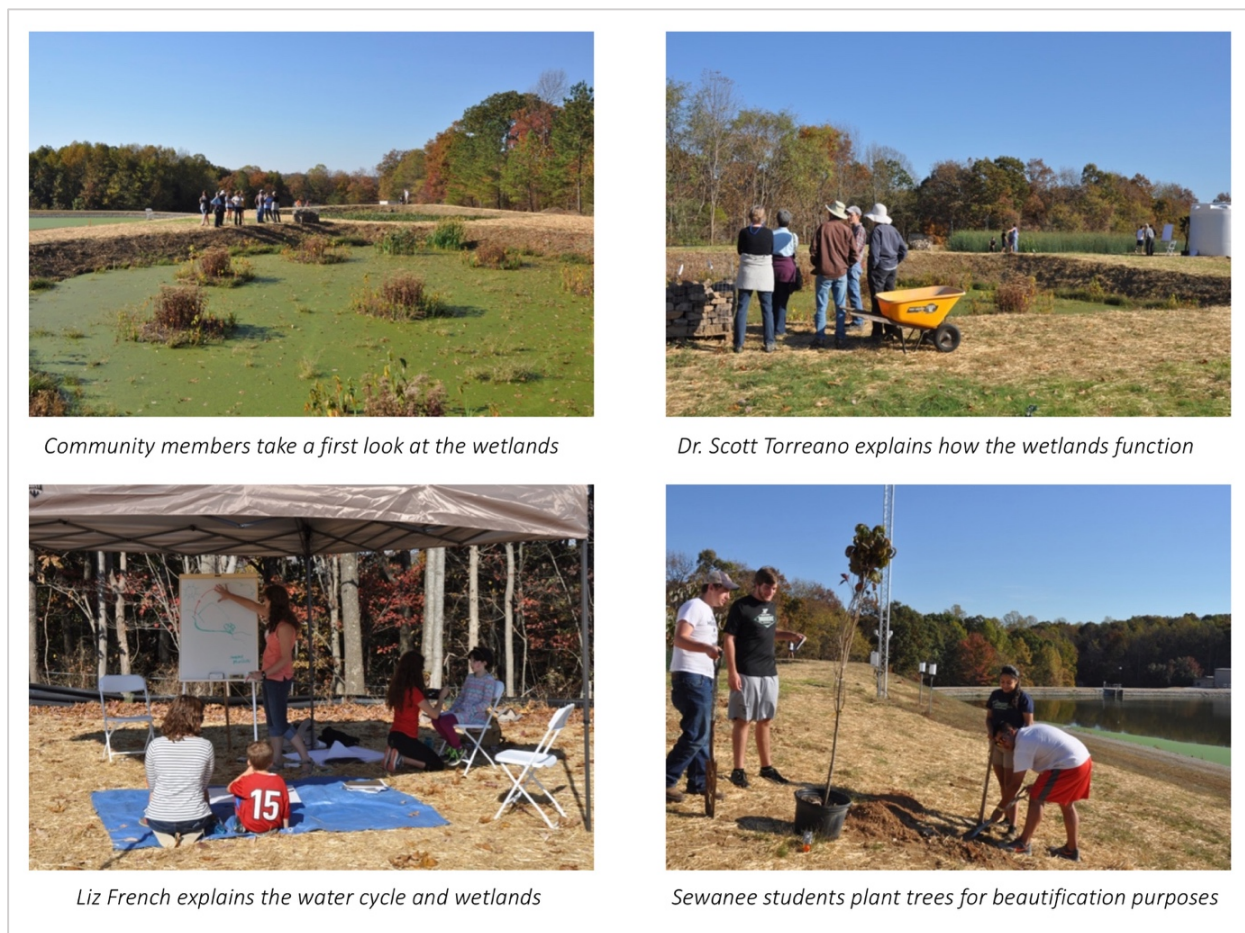 Community members take a first look at the wetlands
Dr. Scott Torreano explains how the wetlands function
15
Liz French explains the water cycle and wetlands
Sewanee students plant trees for beautification purposes